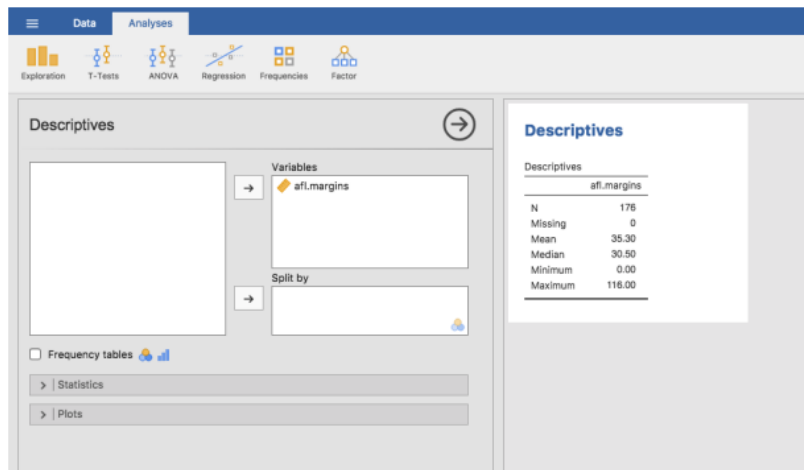 Data Analyses
Exploration T-Tests ANOVA Regression Frequencies Factor
Descriptives
Variables
afl.margins
Split by
Frequency tables
Statistics
Plots
Descriptives
Descriptives
afl.margins
N 176
Missing 0
Mean 35.30
Median 30.50
Minimum 0.00
Maximum 116.00